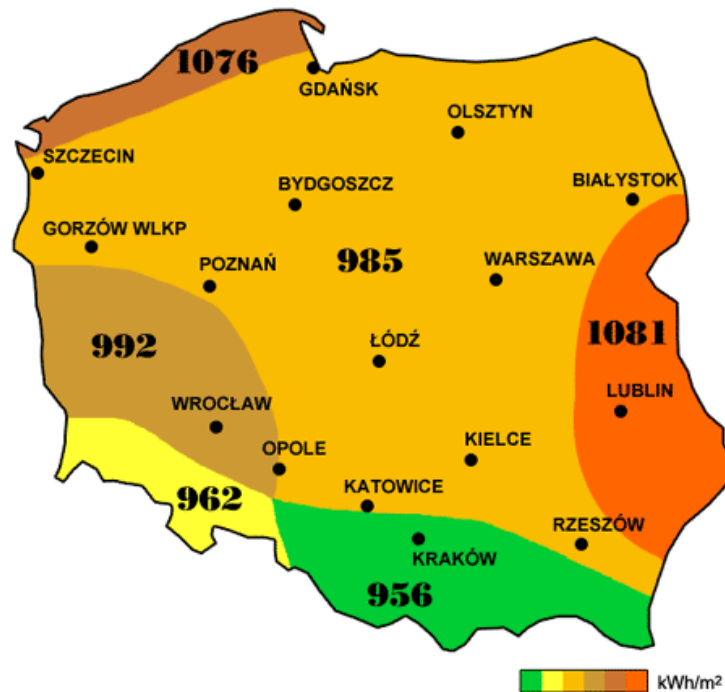 1076
GDAŃSK
OLSZTYN
SZCZECIN
BIAŁYSTOK
BYDGOSZCZ
GORZÓW WLKP
985
WARSZAWA
POZNAŃ
992
1081
ŁÓDŹ
LUBLIN
WROCŁAW
KIELCE
OPOLE
962
KATOWICE
RZESZÓW
KRAKÓW
956
kWh/m²